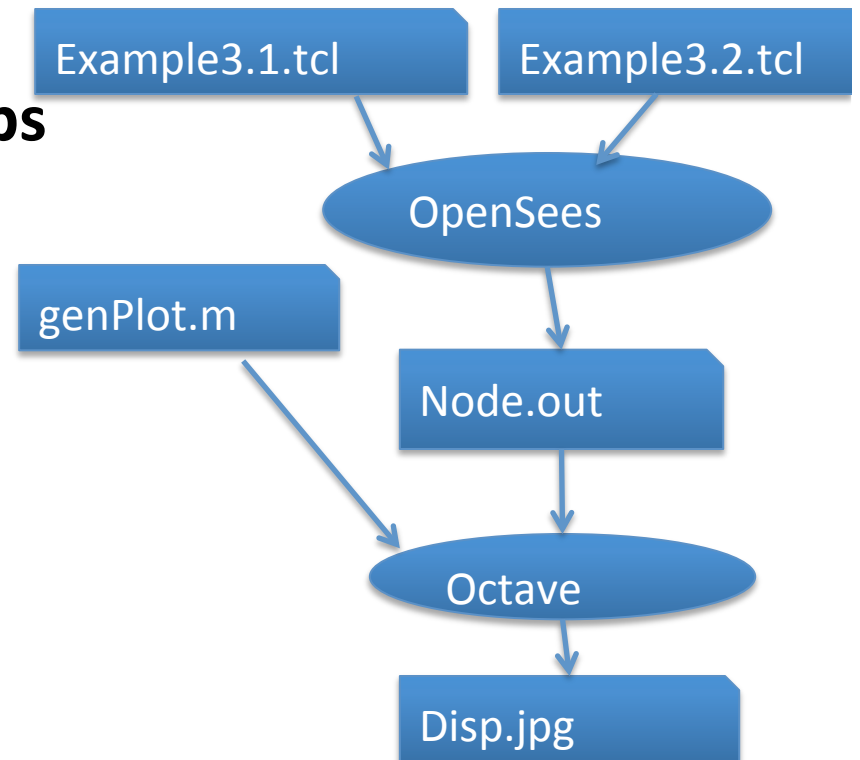 Example3.1.tcl
Example3.2.tcl
OpenSees
genPlot.m
Node.out
Octave
Disp.jpg